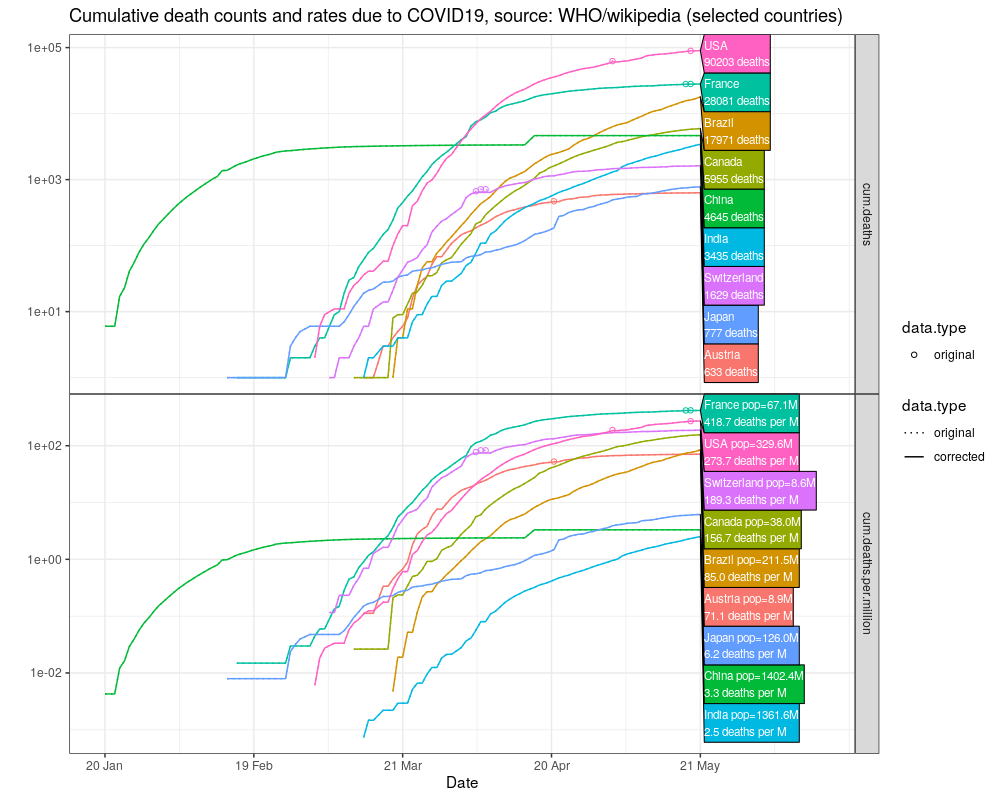 Cumulative death counts and rates due to COVID19, source: WHO/wikipedia (selected countries)
1e+05
1e+03
1e+01
USA
90203 deaths
France
28081 deaths
Brazil
17971 deaths
Canada
5955 deaths
China
4645 deaths
India
3435 deaths
Switzerland
1629 deaths
Japan
777 deaths
Austria
633 deaths
cum.deaths
1e+02
1e+00
1e-02
France pop=67.1M
418.7 deaths per M
USA pop=329.6M
273.7 deaths per M
Switzerland pop=8.6M
189.3 deaths per M
Canada pop=38.0M
156.7 deaths per M
Brazil pop=211.5M
85.0 deaths per M
Austria pop=8.9M
71.1 deaths per M
Japan pop=126.0M
6.2 deaths per M
China pop=1402.4M
3.3 deaths per M
India pop=1361.6M
2.5 deaths per M
cum.deaths.per.million
20 Jan
19 Feb
21 Mar
20 Apr
21 May
Date
data.type
original
data.type
original
corrected